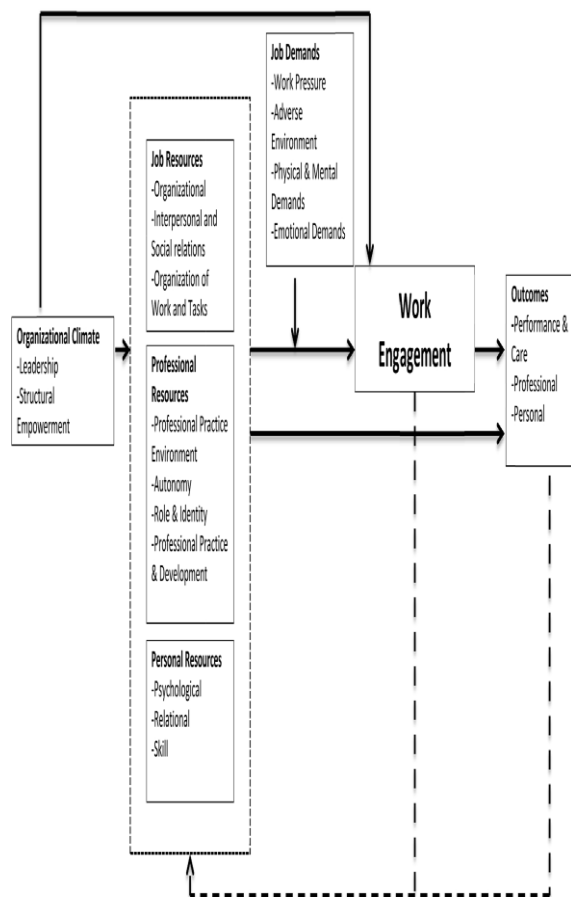 Job Demands
-Work Pressure
-Adverse
Environment
-Physical & Mental
Demands
-Emotional Demands
Job Resources
-Organizational
-Interpersonal and
Social relations
-Organization of
Work and Tasks
Organizational Climate
-Leadership
-Structural
Empowerment
Professional
Resources
-Professional Practice
Environment
-Autonomy
-Role & Identity
-Professional Practice
& Development
Personal Resources
-Psychological
-Relational
-Skill
Work
Engagement
Outcomes
-Performance &
Care
-Professional
-Personal